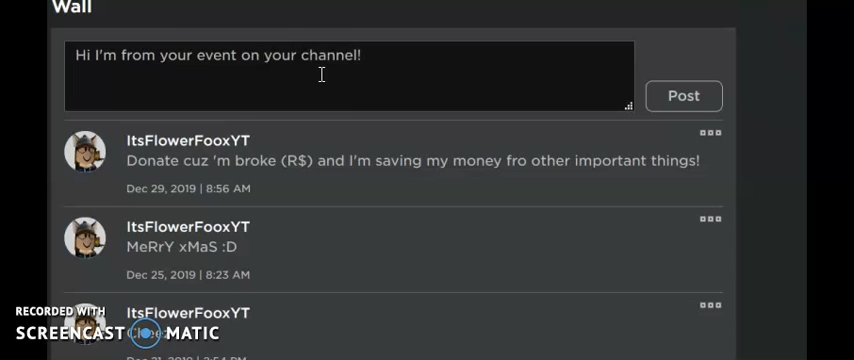 Wall
Hi I'm from your event on your channel!
Post
ItsFlowerFooxYT
Donate cuz 'm broke (R$) and I'm saving my money fro other important things!
Dec 29, 2019 | 8:56 AM
ItsFlowerFooxYT
MeRrY xMaS :D
Dec 25, 2019 | 8:23 AM
ItsFlowerFooxYT
RECORDED WITH
SCREENCAST MATIC